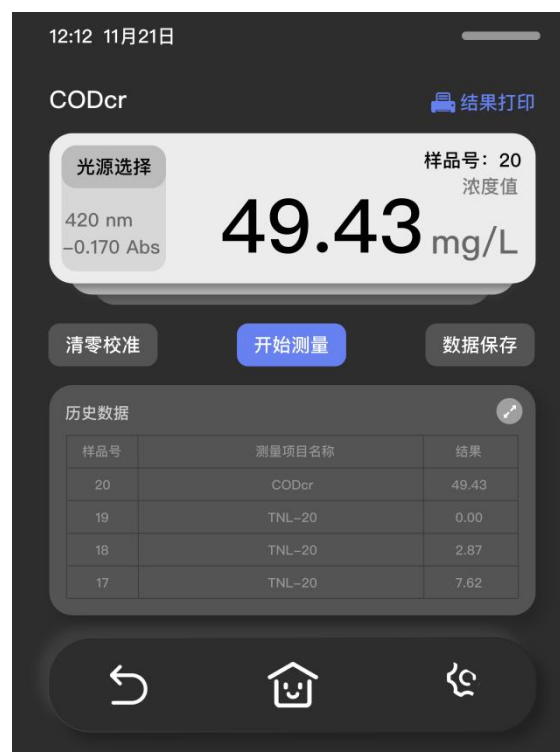 12:12 11月21日
CODcr
结果打印
光源选择
样品号：20
浓度值
420 nm
-0.170 Abs
49.43 mg/L
清零校准
开始测量
数据保存
历史数据
样品号 测量项目名称 结果
20 CODcr 49.43
19 TNL-20 0.00
18 TNL-20 2.87
17 TNL-20 7.62